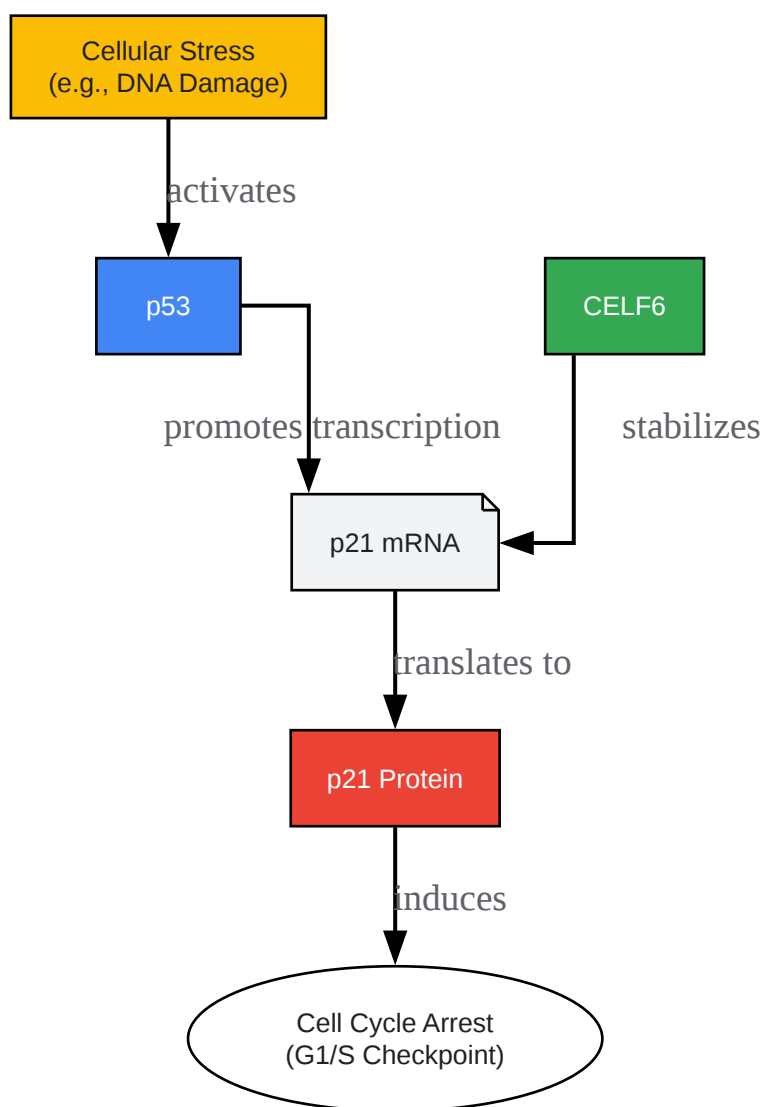 Cellular Stress
(e.g., DNA Damage)
activates
p53
CELF6
promotes transcription
stabilizes
p21 mRNA
translates to
p21 Protein
induces
Cell Cycle Arrest
(G1/S Checkpoint)